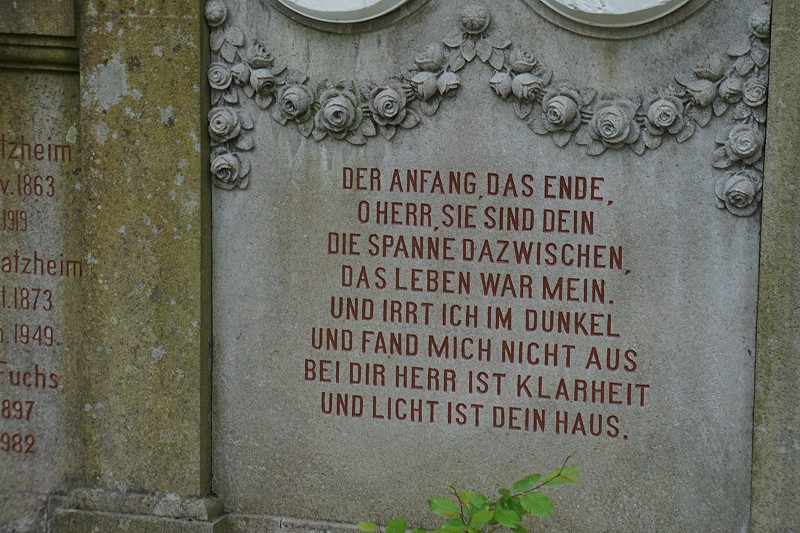 atzheim
v. 1863
1919
atzheim
t. 1873
1949
Fuchs
897
1982
DER ANFANG, DAS ENDE,
O HERR, SIE SIND DEIN
DIE SPANNE DAZWISCHEN,
DAS LEBEN WAR MEIN.
UND IRRT ICH IM DUNKEL
UND FAND MICH NICHT AUS
BEI DIR HERR IST KLARHEIT
UND LICHT IST DEIN HAUS.